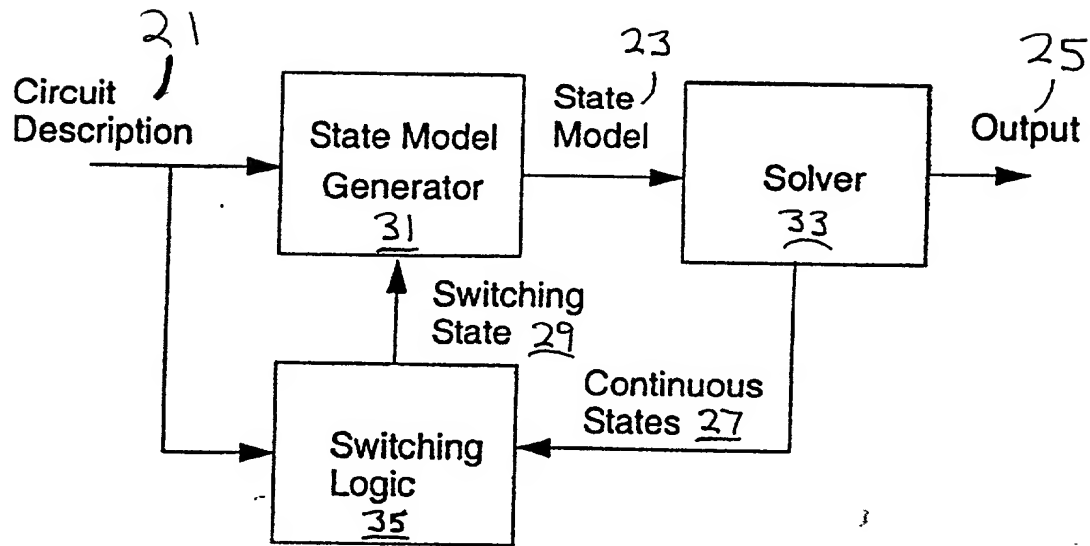 21
Circuit
Description
State Model
Generator
31
23
State
Model
Solver
33
25
Output
Switching
State 29
Continuous
States 27
Switching
Logic
35